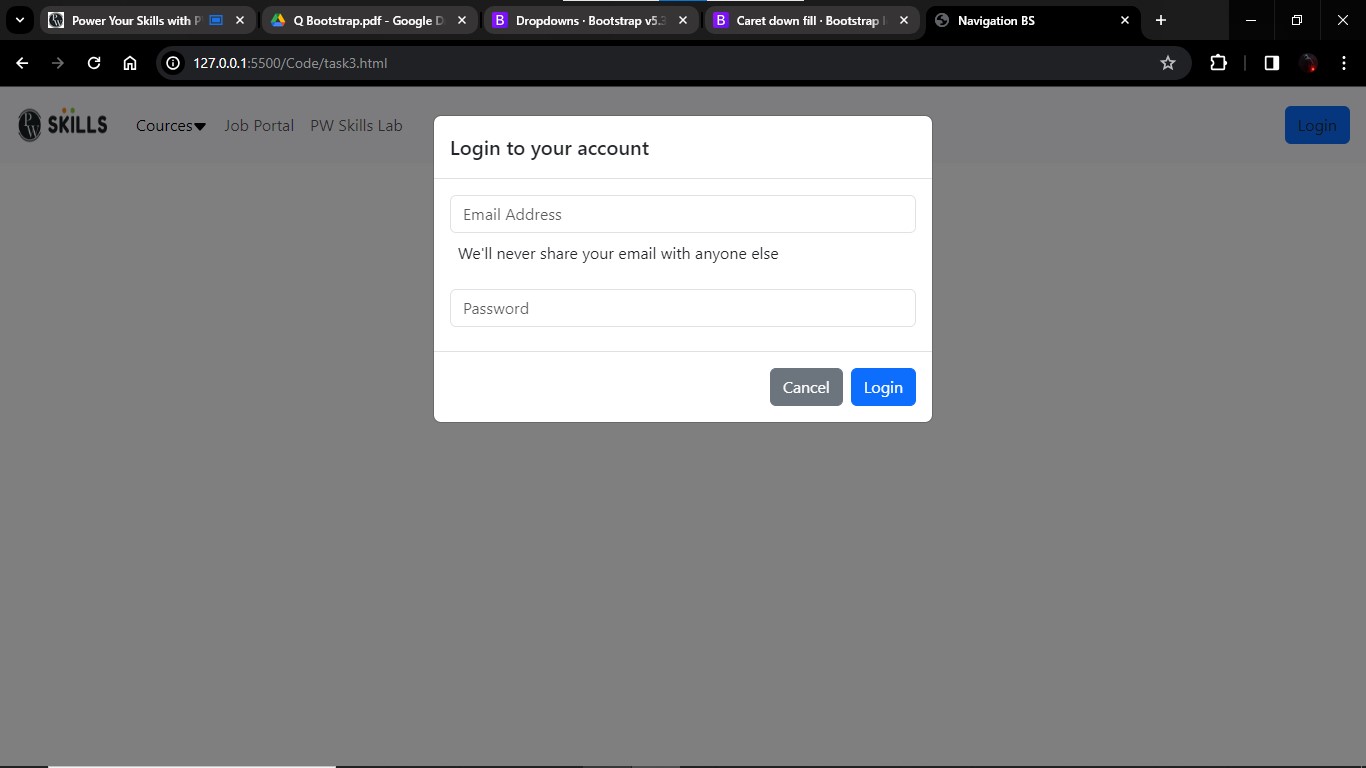 Power Your Skills with P
Q Bootstrap.pdf - Google D
Dropdowns · Bootstrap v5.3
Caret down fill · Bootstrap I
Navigation BS
127.0.0.1:5500/Code/task3.html
PW SKILLS
Cources
Job Portal
PW Skills Lab
Login
Login to your account
Email Address
We'll never share your email with anyone else
Password
Cancel
Login